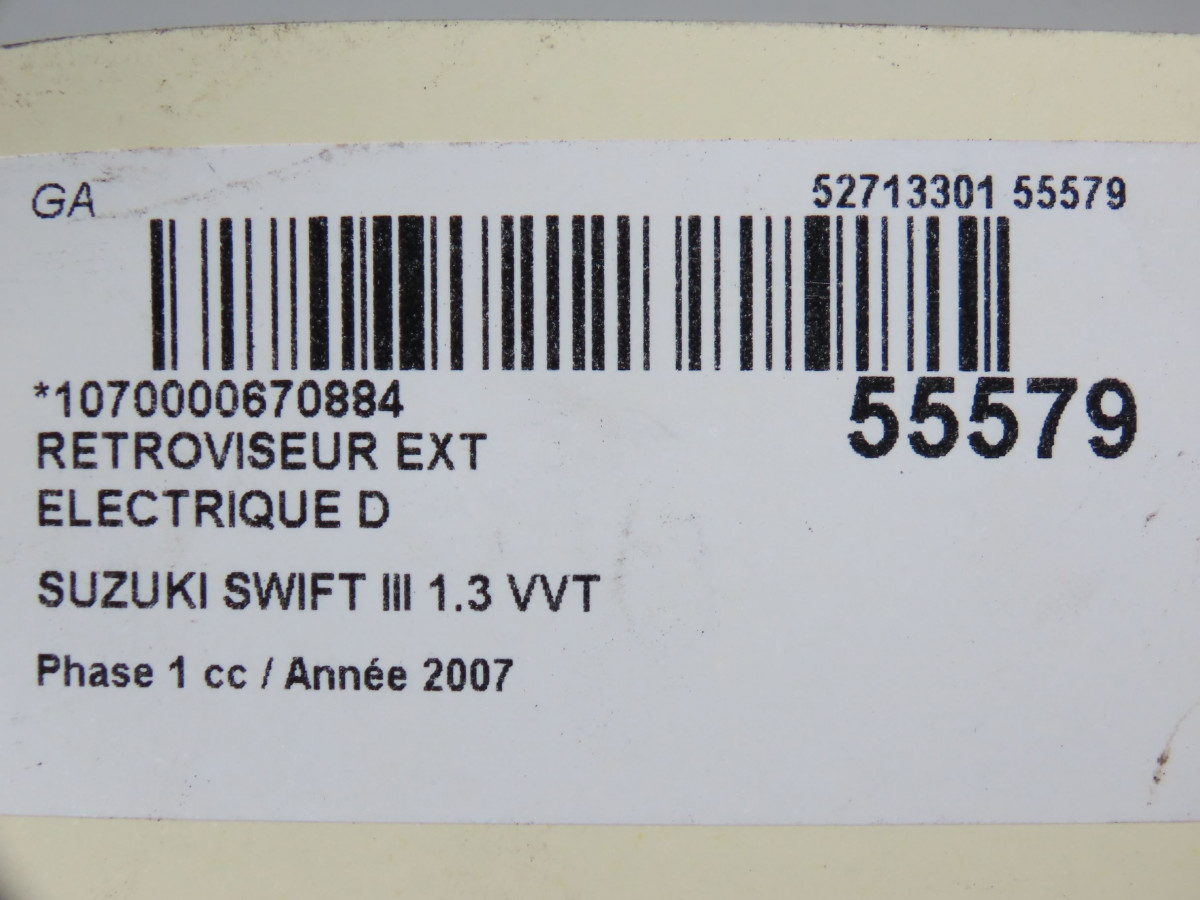 GA
52713301 55579
*1070000670884
55579
RETROVISEUR EXT
ELECTRIQUE D
SUZUKI SWIFT III 1.3 VVT
Phase 1 cc / Année 2007